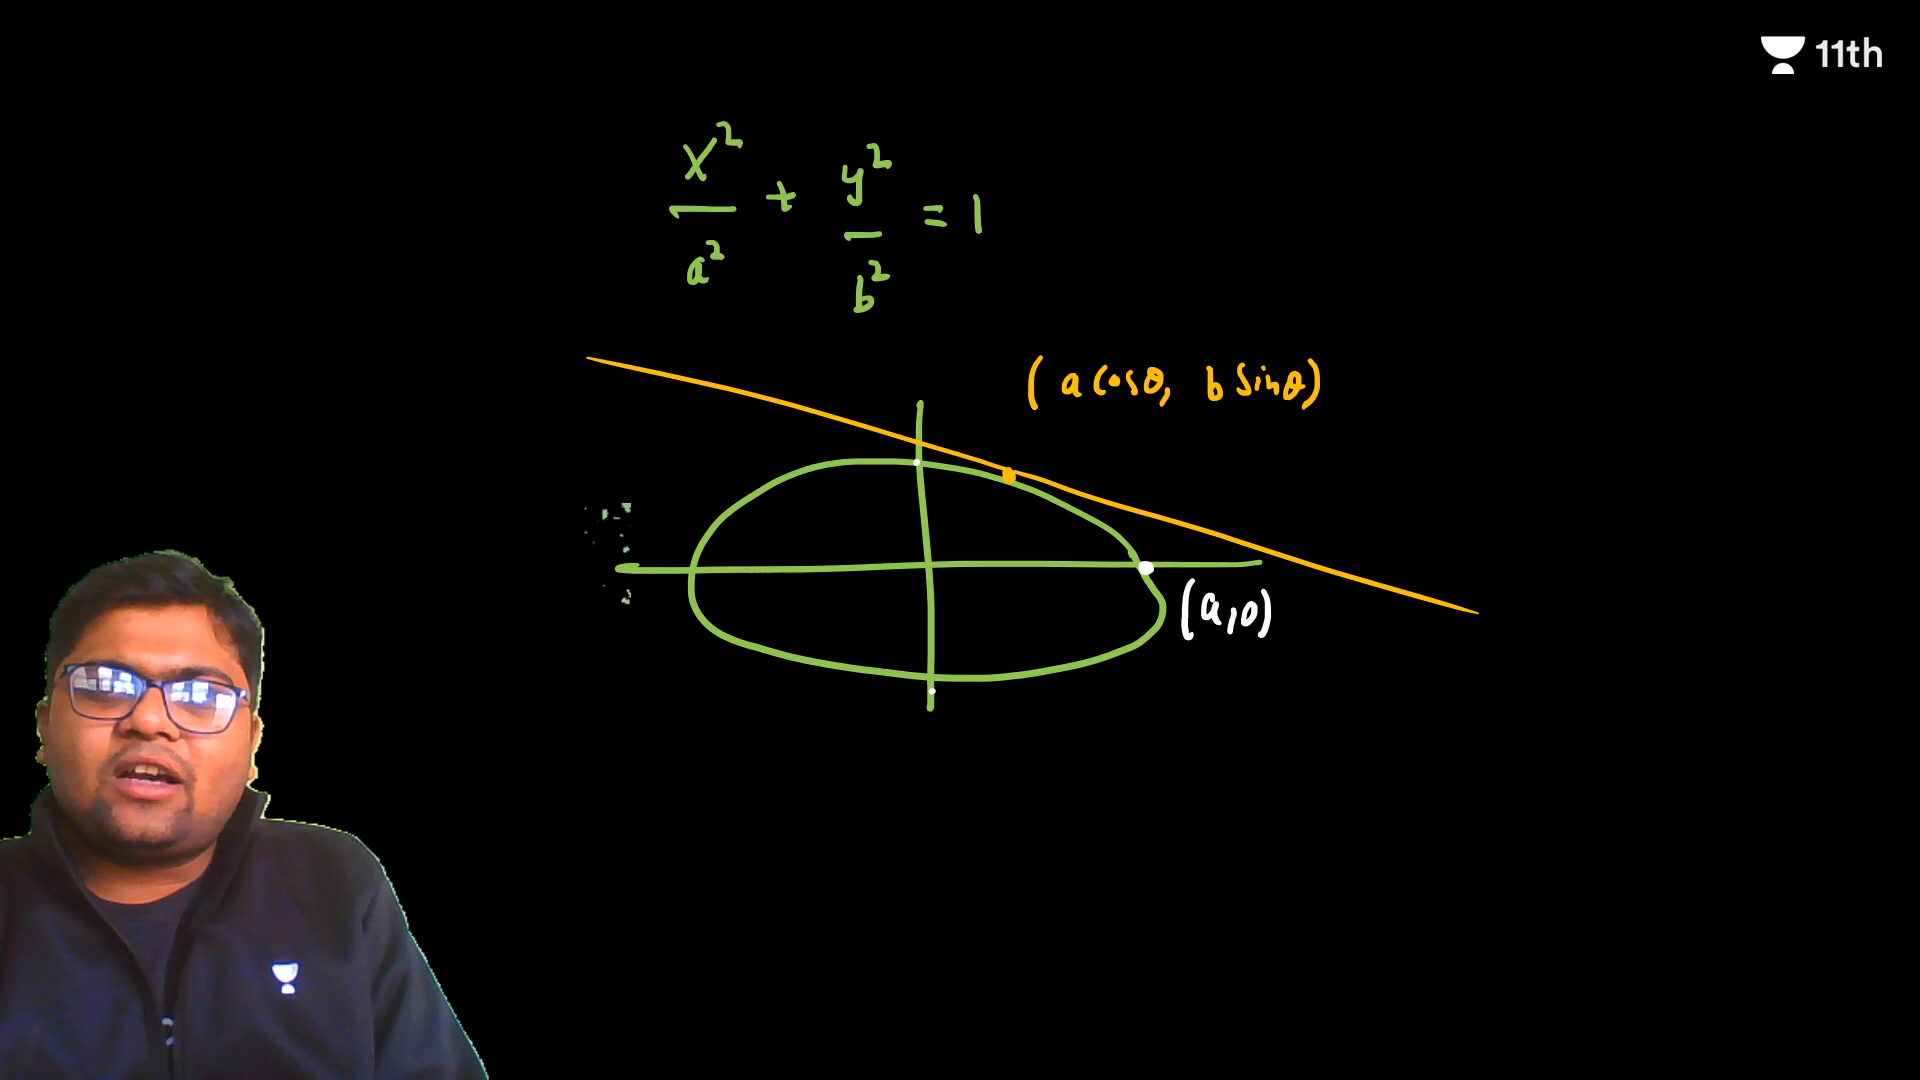 11th
x²/a² + y²/b² = 1
(a cosθ, b sinθ)
(a,0)